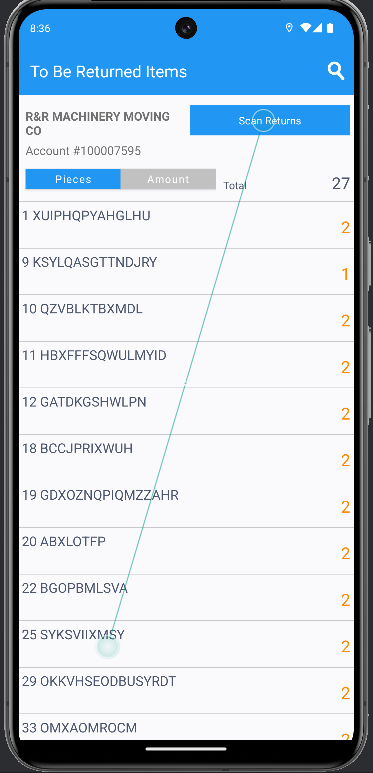 8:36
To Be Returned Items
R&R MACHINERY MOVING
CO
Scan Returns
Account #100007595
Pieces
Amount
Total
27
1 XUIPHQPYAHGLHU
2
9 KSYLQASGTTNDJRY
1
10 QZVBLKTBXMDL
2
11 HBXFFFSQWULMYID
2
12 GATDKGSHWLPN
2
18 BCCJPRIXWUH
2
19 GDXOZNQPIQMZZAHR
2
20 ABXLOTFP
2
22 BGOPBMLSVA
2
25 SYKSVIIXMSY
2
29 OKKVHSEODBUSYRDT
2
33 OMXAOMROCM
2